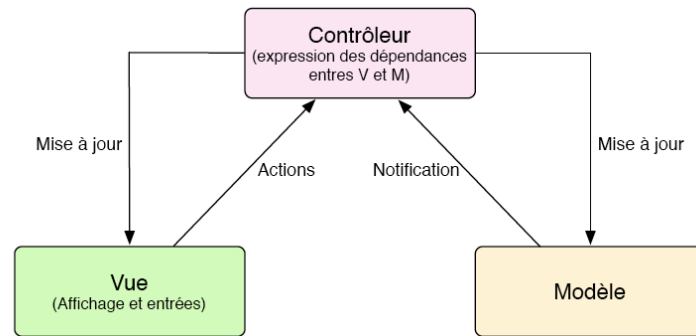 Contrôleur
(expression des dépendances
entres V et M)
Mise à jour
Actions
Notification
Mise à jour
Vue
(Affichage et entrées)
Modèle